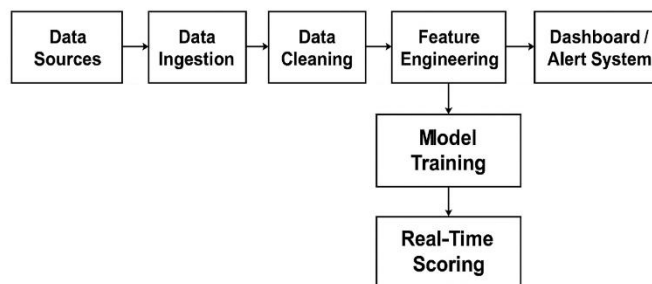 Data
Sources
Data
Ingestion
Data
Cleaning
Feature
Engineering
Dashboard /
Alert System
Model
Training
Real-Time
Scoring